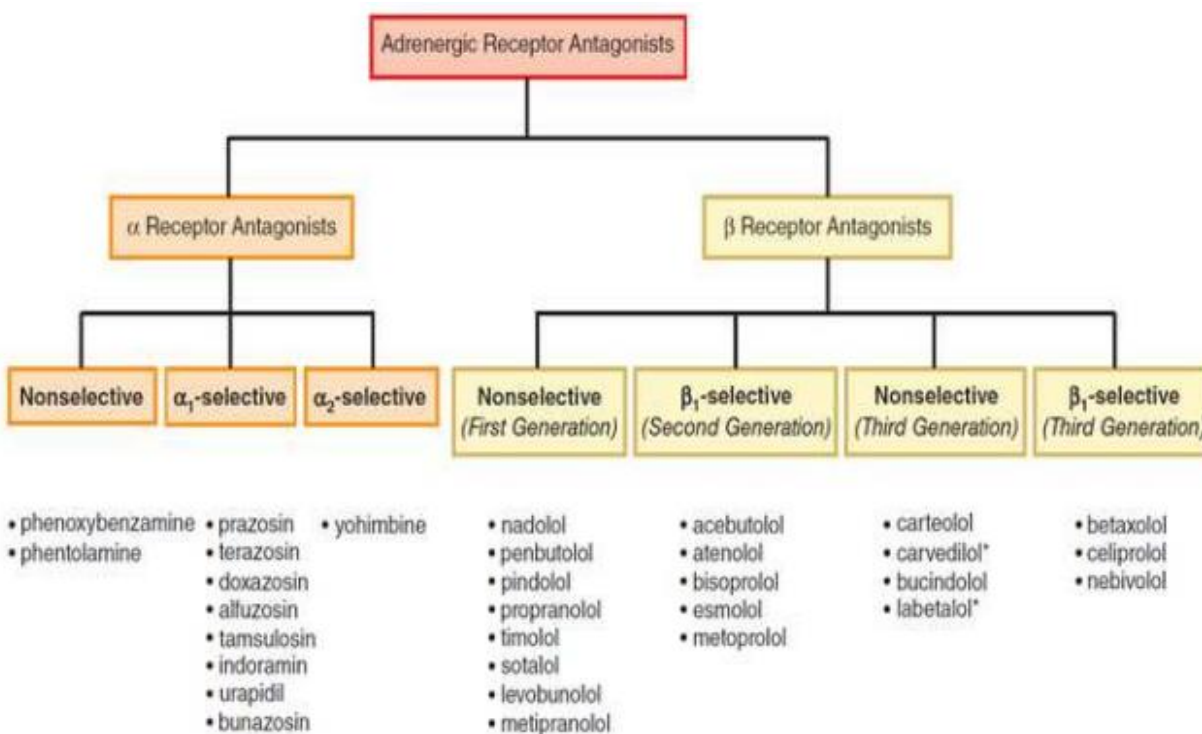 Adrenergic Receptor Antagonists
α Receptor Antagonists
β Receptor Antagonists
Nonselective
α₁-selective
α₂-selective
Nonselective
(First Generation)
β₁-selective
(Second Generation)
Nonselective
(Third Generation)
β₁-selective
(Third Generation)
• phenoxybenzamine
• phentolamine
• prazosin
• terazosin
• doxazosin
• alfuzosin
• tamsulosin
• indoramin
• urapidil
• bunazosin
• yohimbine
• nadolol
• penbutolol
• pindolol
• propranolol
• timolol
• sotalol
• levobunolol
• metipranolol
• acebutolol
• atenolol
• bisoprolol
• esmolol
• metoprolol
• carteolol
• carvedilol*
• bucindolol
• labetalol*
• betaxolol
• celiprolol
• nebivolol